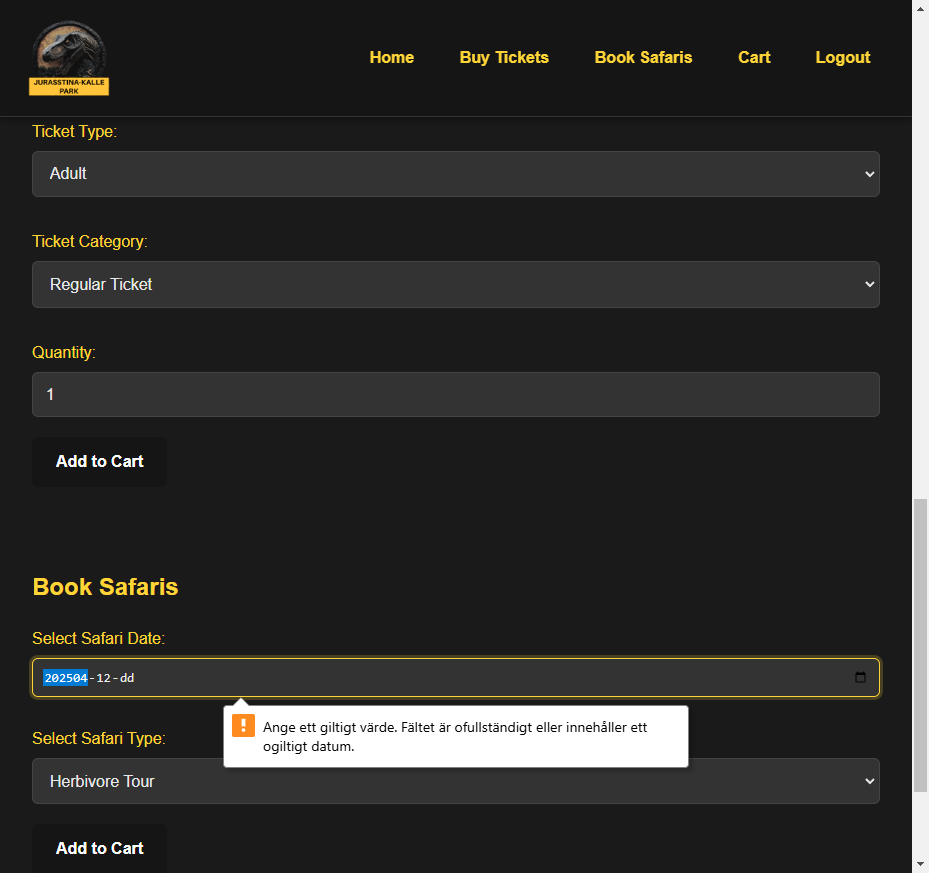 JURASSTINA-KALLE
PARK
Home
Buy Tickets
Book Safaris
Cart
Logout
Ticket Type:
Adult
Ticket Category:
Regular Ticket
Quantity:
1
Add to Cart
Book Safaris
Select Safari Date:
202504-12-dd
Ange ett giltigt värde. Fältet är ofullständigt eller innehåller ett
ogiltigt datum.
Select Safari Type:
Herbivore Tour
Add to Cart